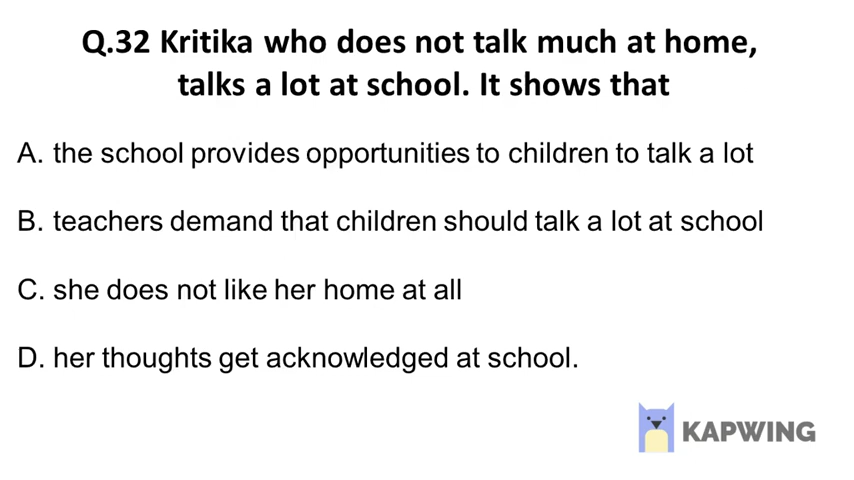 Q.32 Kritika who does not talk much at home,
talks a lot at school. It shows that
A. the school provides opportunities to children to talk a lot
B. teachers demand that children should talk a lot at school
C. she does not like her home at all
D. her thoughts get acknowledged at school.
KAPWING